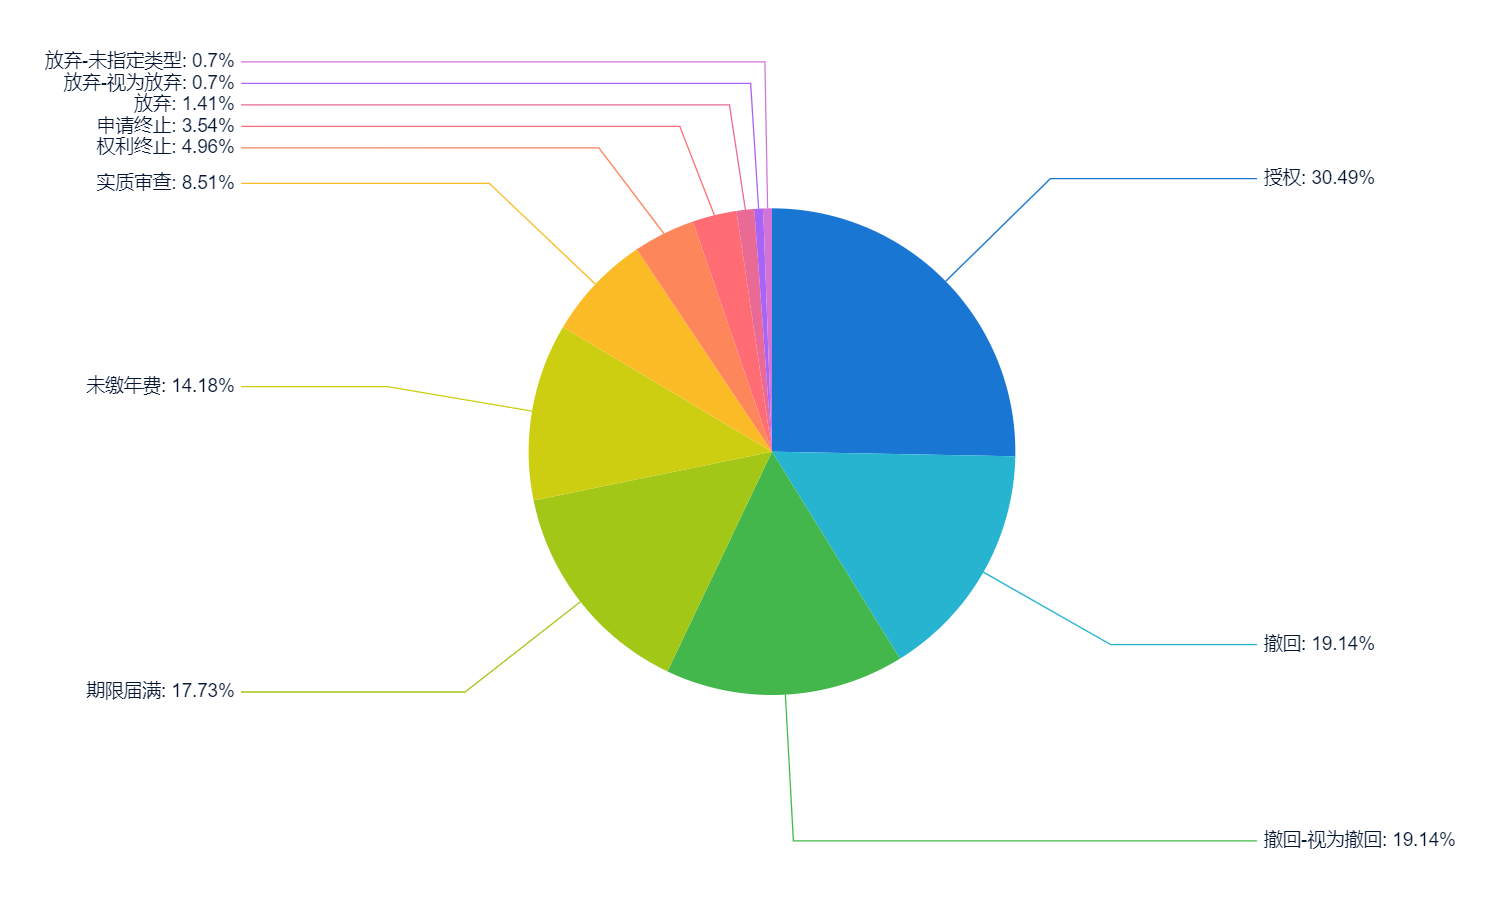 放弃-未指定类型: 0.7%
放弃-视为放弃: 0.7%
放弃: 1.41%
申请终止: 3.54%
权利终止: 4.96%
实质审查: 8.51%
授权: 30.49%
未缴年费: 14.18%
撤回: 19.14%
期限届满: 17.73%
撤回-视为撤回: 19.14%